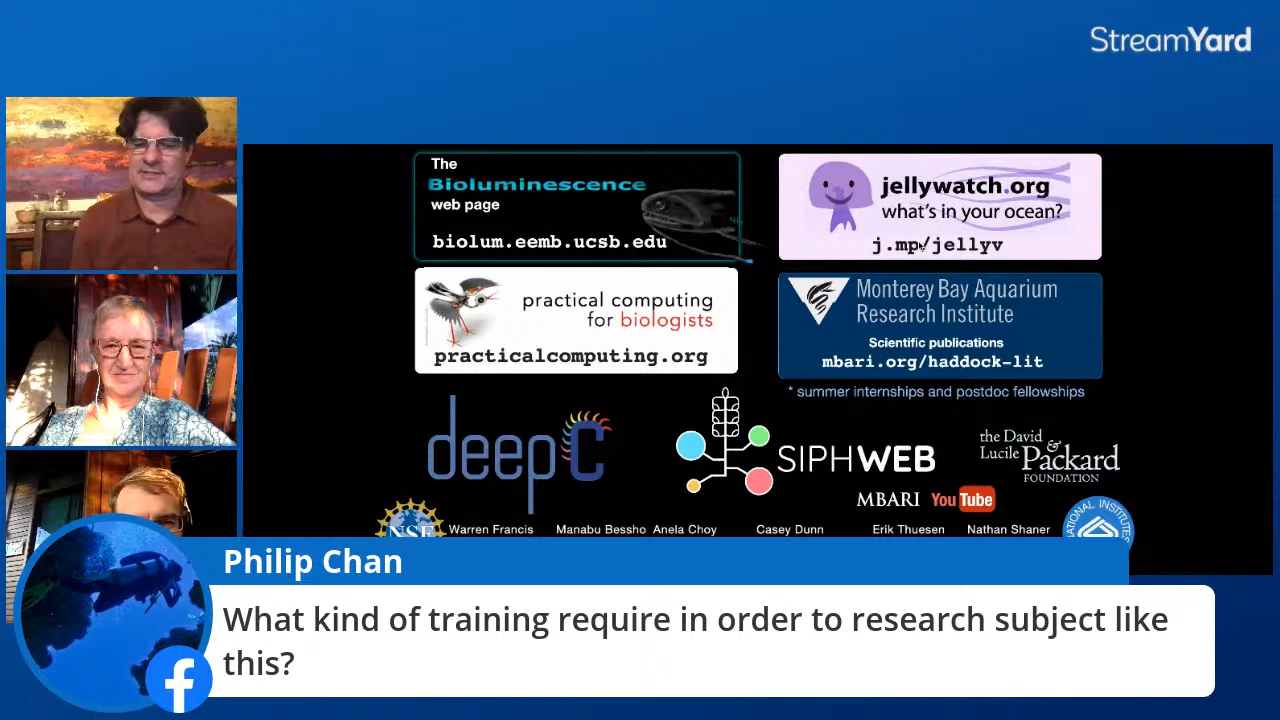 StreamYard
The
Bioluminescence
web page
biolum.eemb.ucsb.edu
jellywatch.org
what's in your ocean?
j.mp/jellyv
practical computing
for biologists
practicalcomputing.org
Monterey Bay Aquarium
Research Institute
Scientific publications
mbari.org/haddock-lit
* summer internships and postdoc fellowships
deepC
SIPHWEB
the David
Lucile & Packard
FOUNDATION
MBARI YouTube
NSF
Warren Francis Manabu Bessho Anela Choy Casey Dunn Erik Thuesen Nathan Shaner
Philip Chan
What kind of training require in order to research subject like
this?